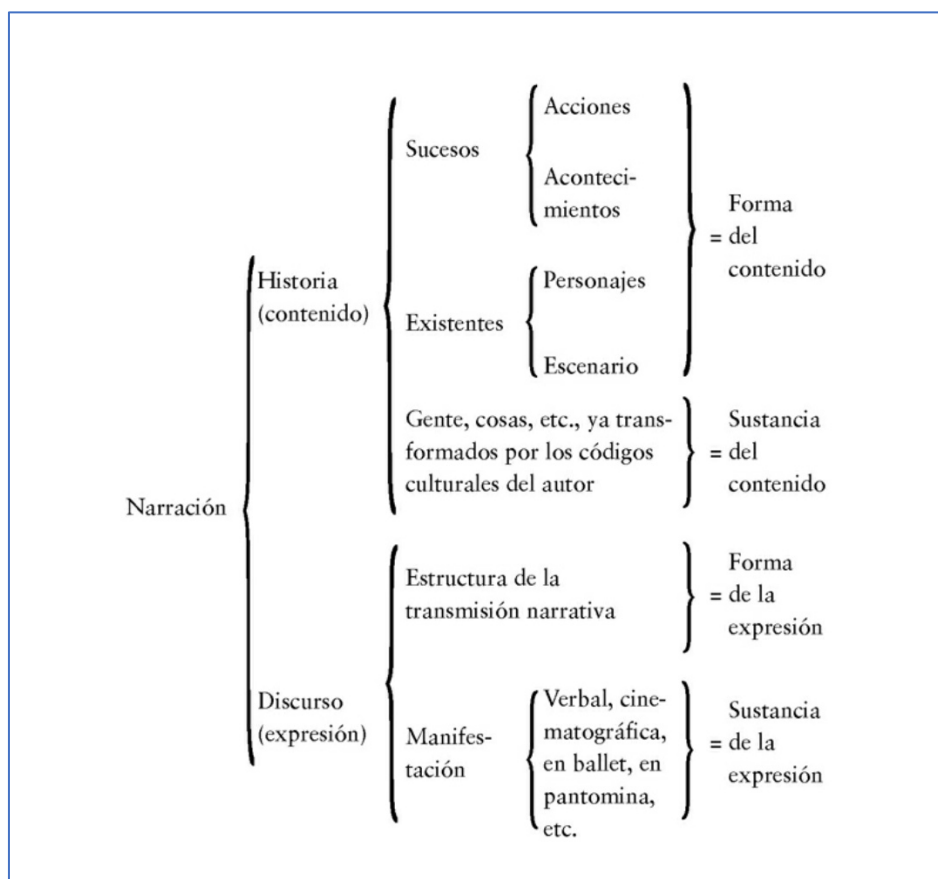 Acciones
Sucesos
Aconteci-
mientos
Forma
= del
contenido
Historia
(contenido)
Personajes
Existentes
Escenario
Gente, cosas, etc., ya trans-
formados por los códigos
culturales del autor
Sustancia
= del
contenido
Narración
Estructura de la
transmisión narrativa
Forma
= de la
expresión
Discurso
(expresión)
Manifes-
tación
Verbal, cine-
matográfica,
en ballet, en
pantomina,
etc.
Sustancia
= de la
expresión